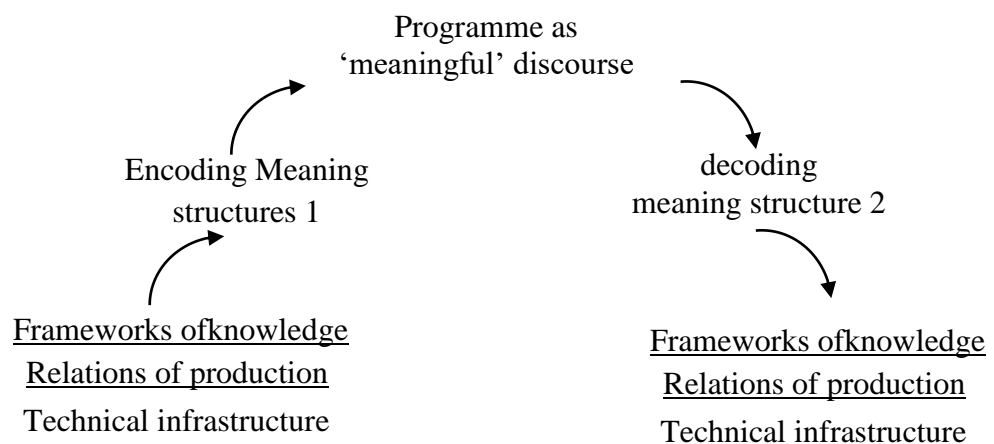 Programme as
‘meaningful’ discourse
Encoding Meaning
structures 1
decoding
meaning structure 2
Frameworks ofknowledge
Relations of production
Technical infrastructure
Frameworks ofknowledge
Relations of production
Technical infrastructure